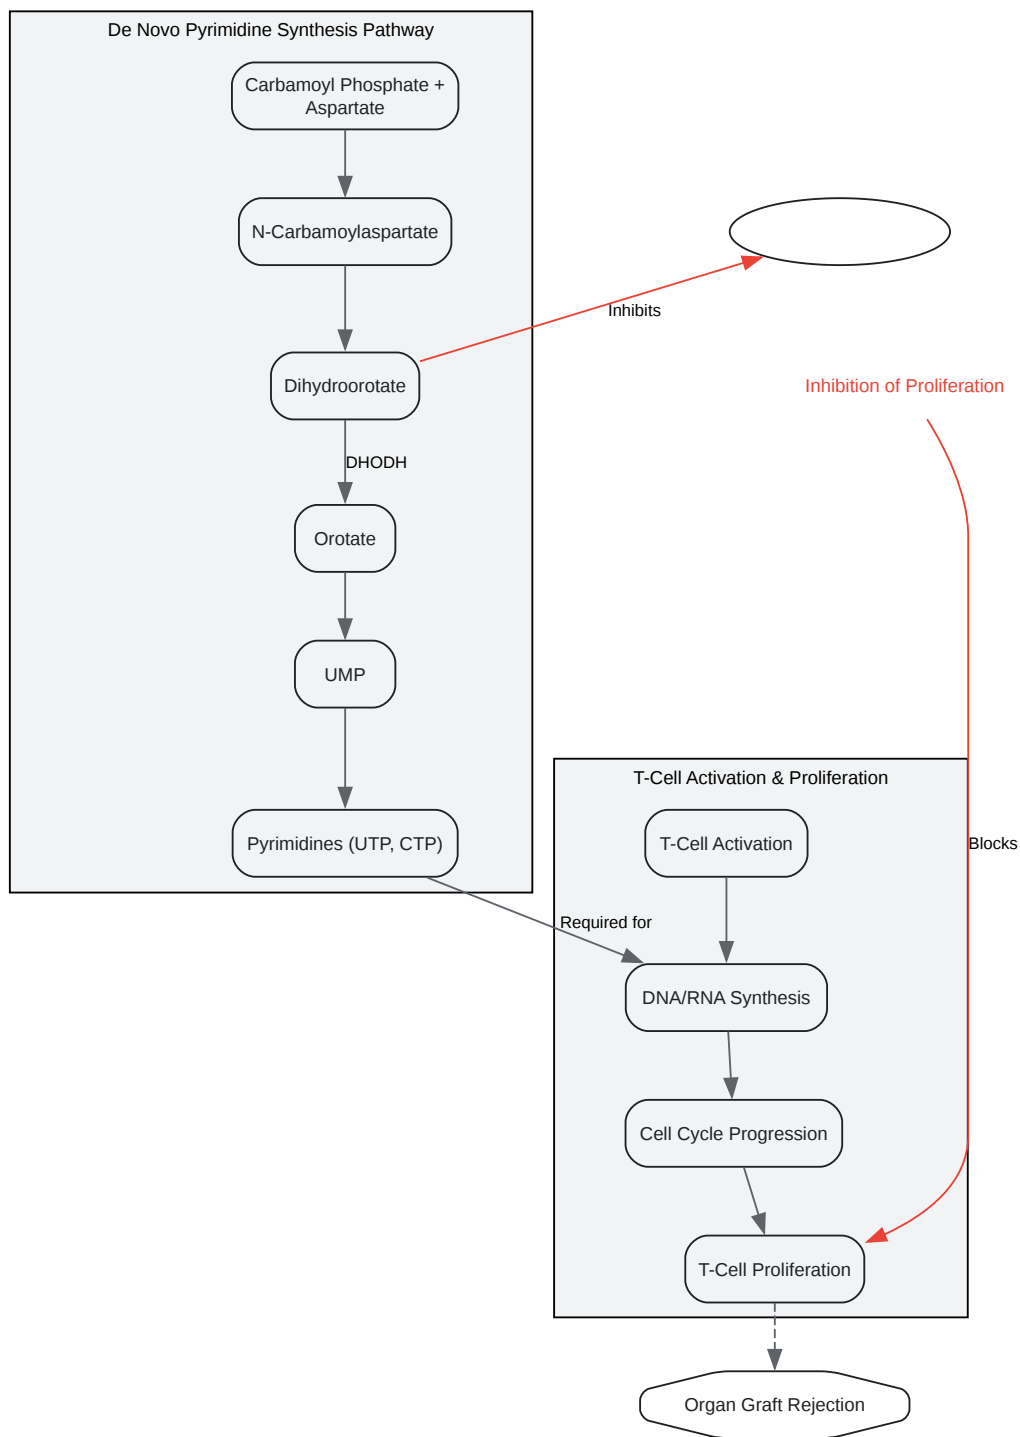 De Novo Pyrimidine Synthesis Pathway
Carbamoyl Phosphate +
Aspartate
N-Carbamoylaspartate
Inhibits
Dihydroorotate
Inhibition of Proliferation
DHODH
Orotate
UMP
T-Cell Activation & Proliferation
Pyrimidines (UTP, CTP)
T-Cell Activation
Blocks
Required for
DNA/RNA Synthesis
Cell Cycle Progression
T-Cell Proliferation
Organ Graft Rejection